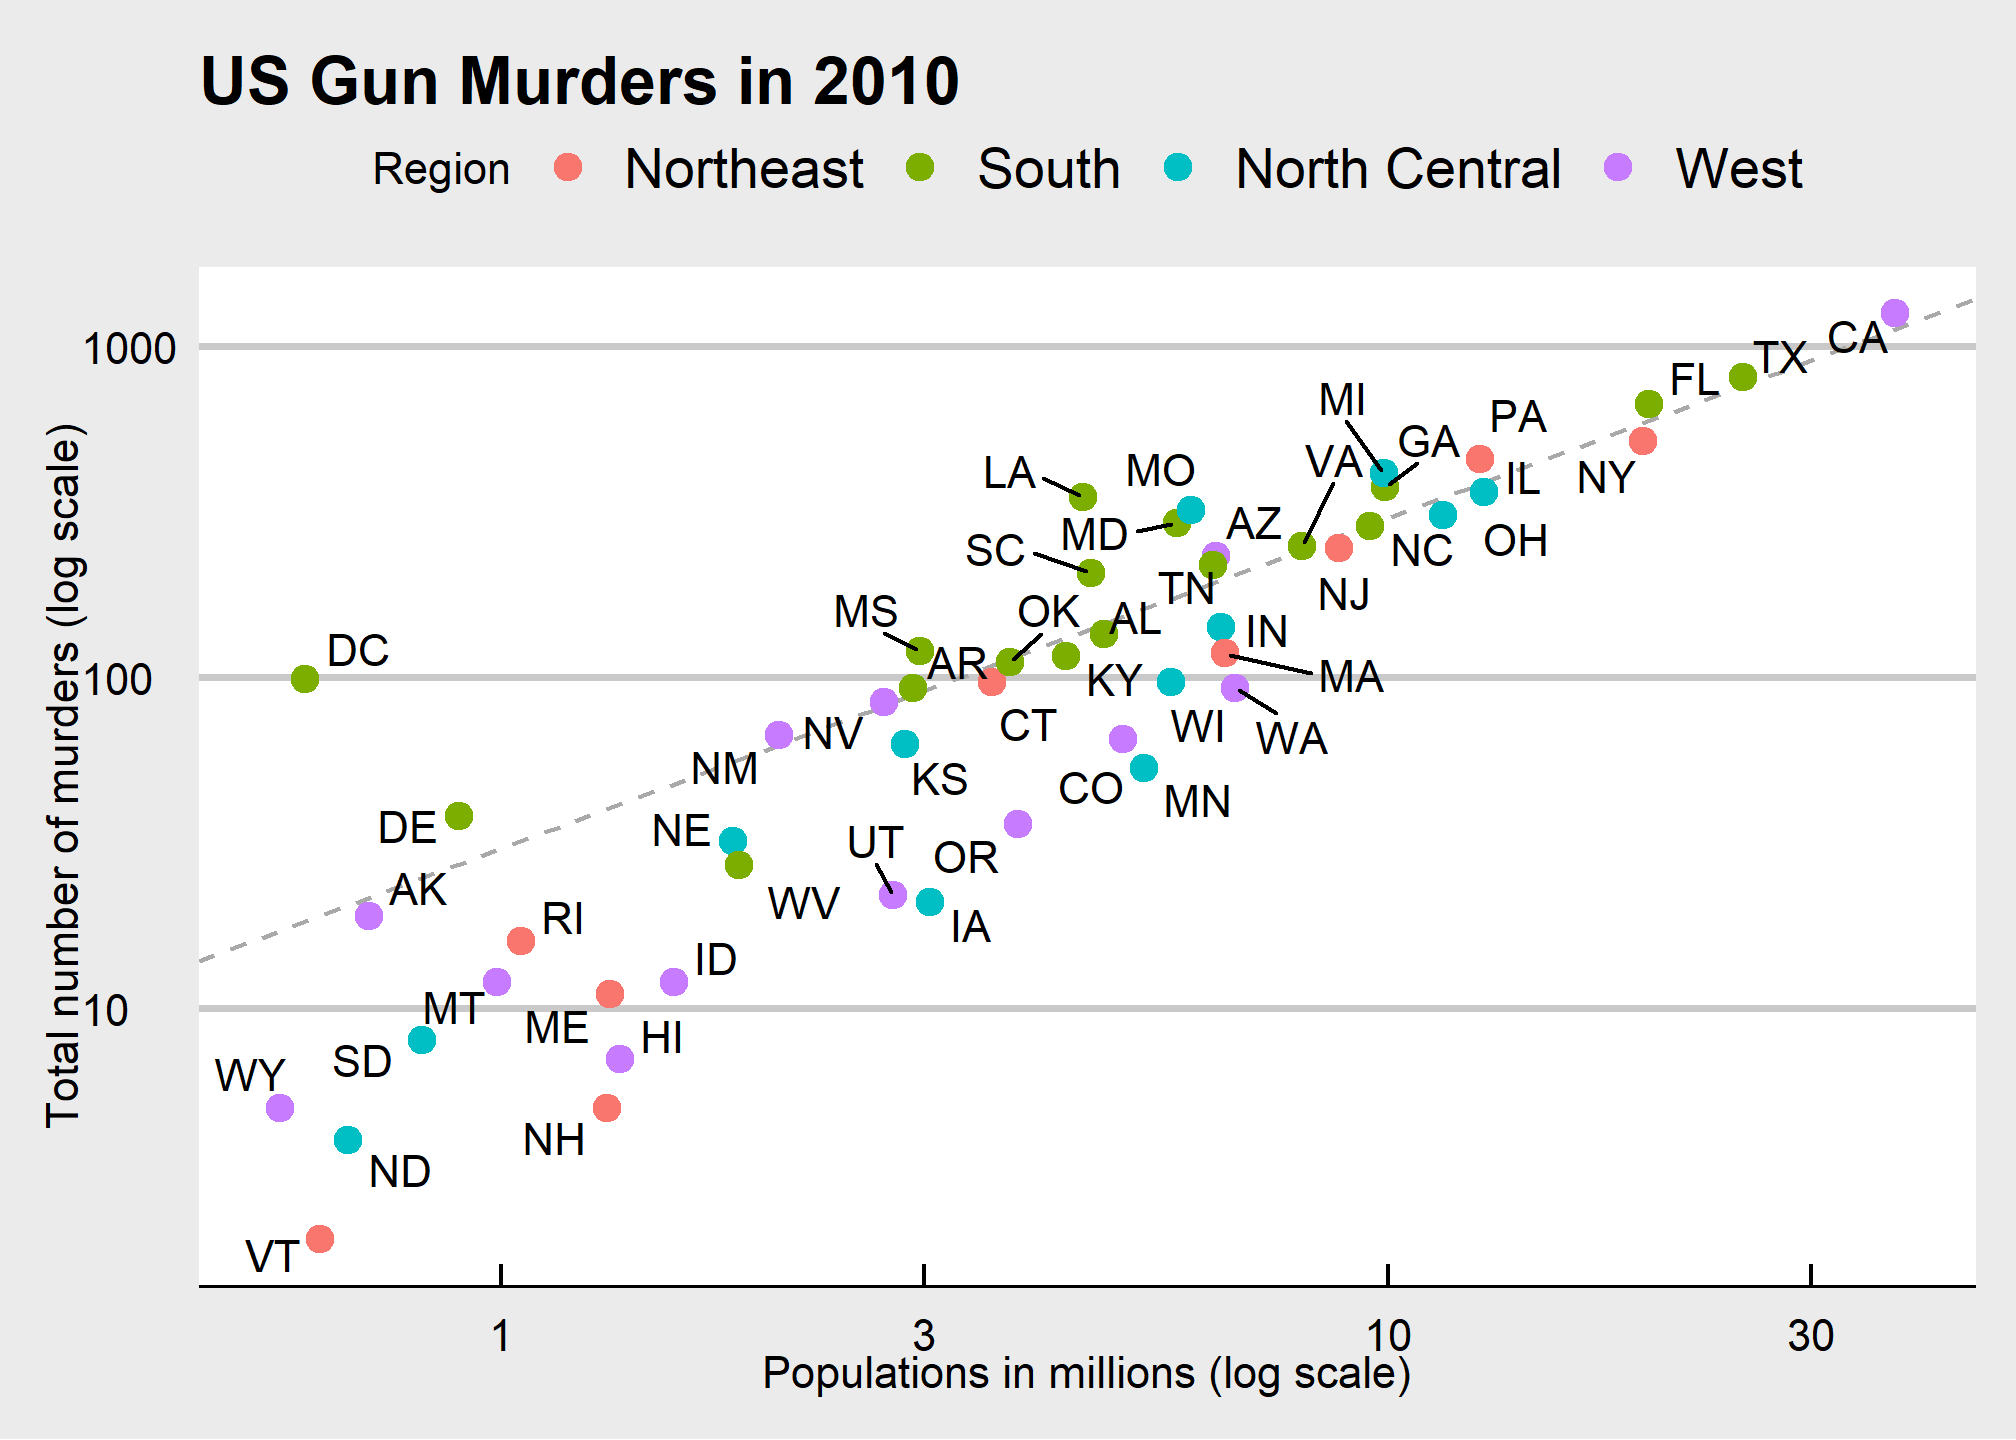 US Gun Murders in 2010
Region Northeast South North Central West
Total number of murders (log scale)
1000
100
10
CA
TX
FL
MI
PA
GA
VA
LA
MO
IL
NY
AZ
MD
SC
NC
OH
TN
NJ
MS
OK
AL
IN
DC
AR
KY
MA
CT
WI
WA
NV
NM
KS
CO
MN
DE
NE
UT
OR
AK
WV
RI
IA
ID
MT
ME
HI
SD
WY
NH
ND
VT
1 3 10 30
Populations in millions (log scale)